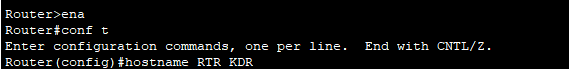 Router>ena
Router#conf t
Enter configuration commands, one per line.  End with CNTL/Z.
Router(config)#hostname RTR KDR